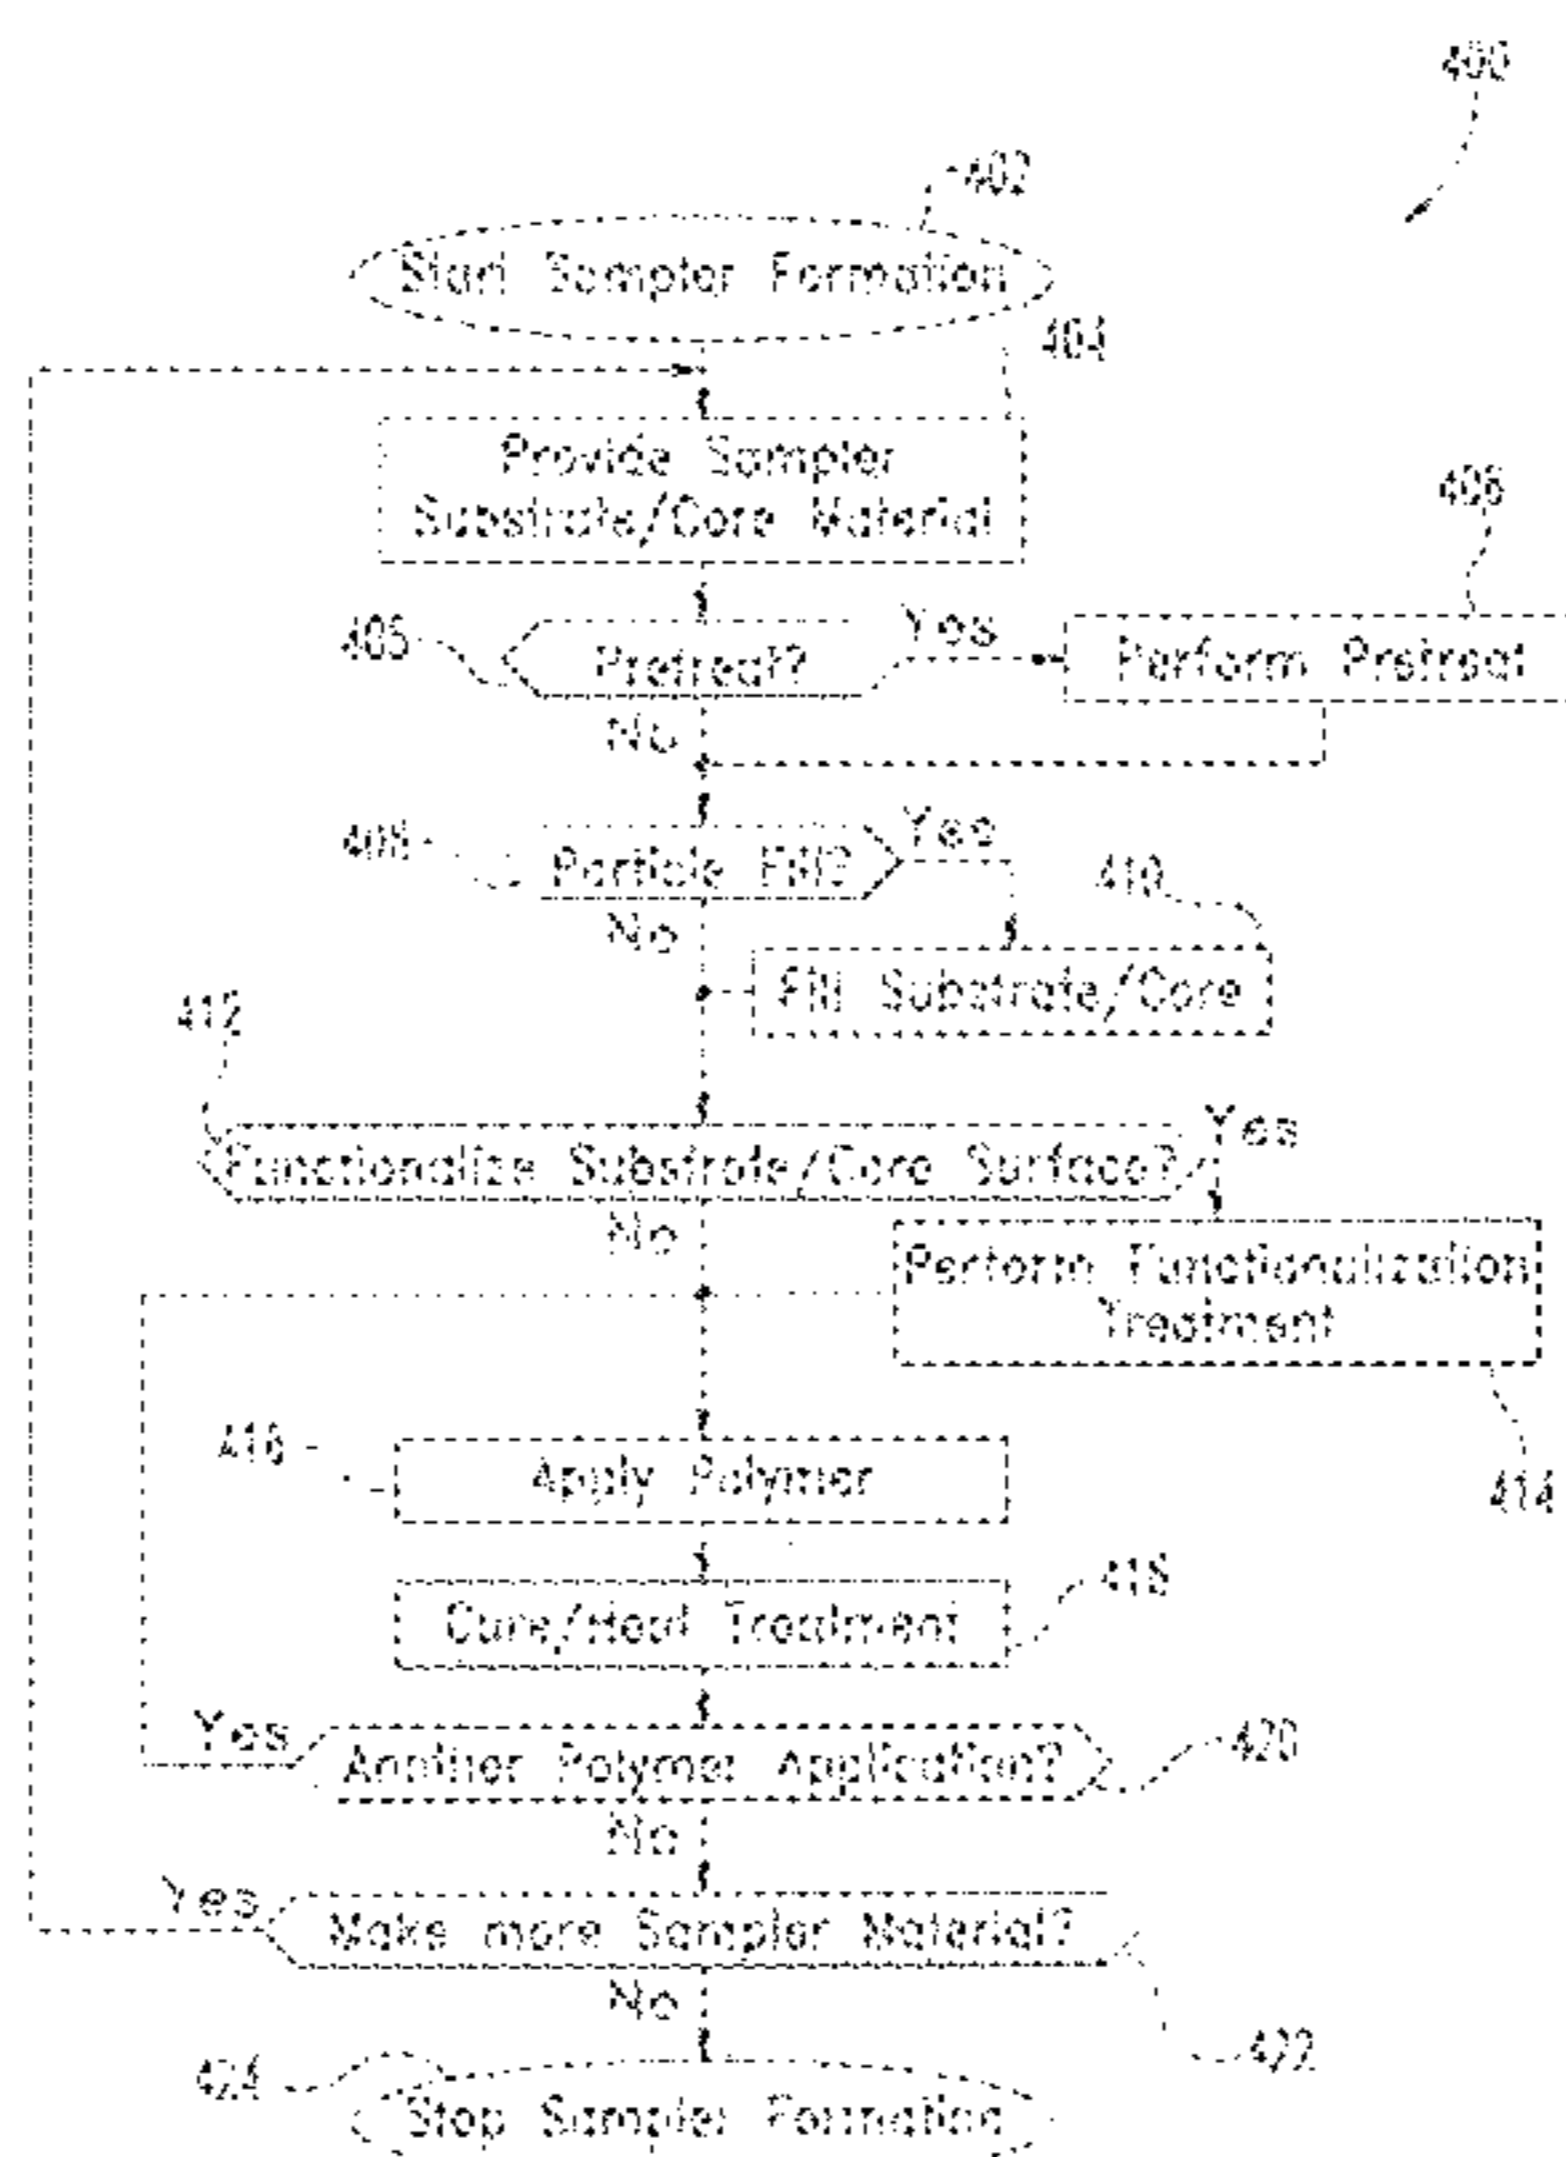 400
402
Start Sampler Formation
404
Provide Sampler
Substrate/Core Material
406
405
Pretreat?
Yes
Perform Pretreat
No
408
Particle Fill?
Yes
410
No
Fill Substrate/Core
412
Functionalize Substrate/Core Surface?
Yes
No
Perform Functionalization
Treatment
416
Apply Polymer
414
418
Cure/Heat Treatment
Yes
Another Polymer Application?
420
No
Yes
Make more Sampler Material?
No
422
424
Stop Sampler Formation